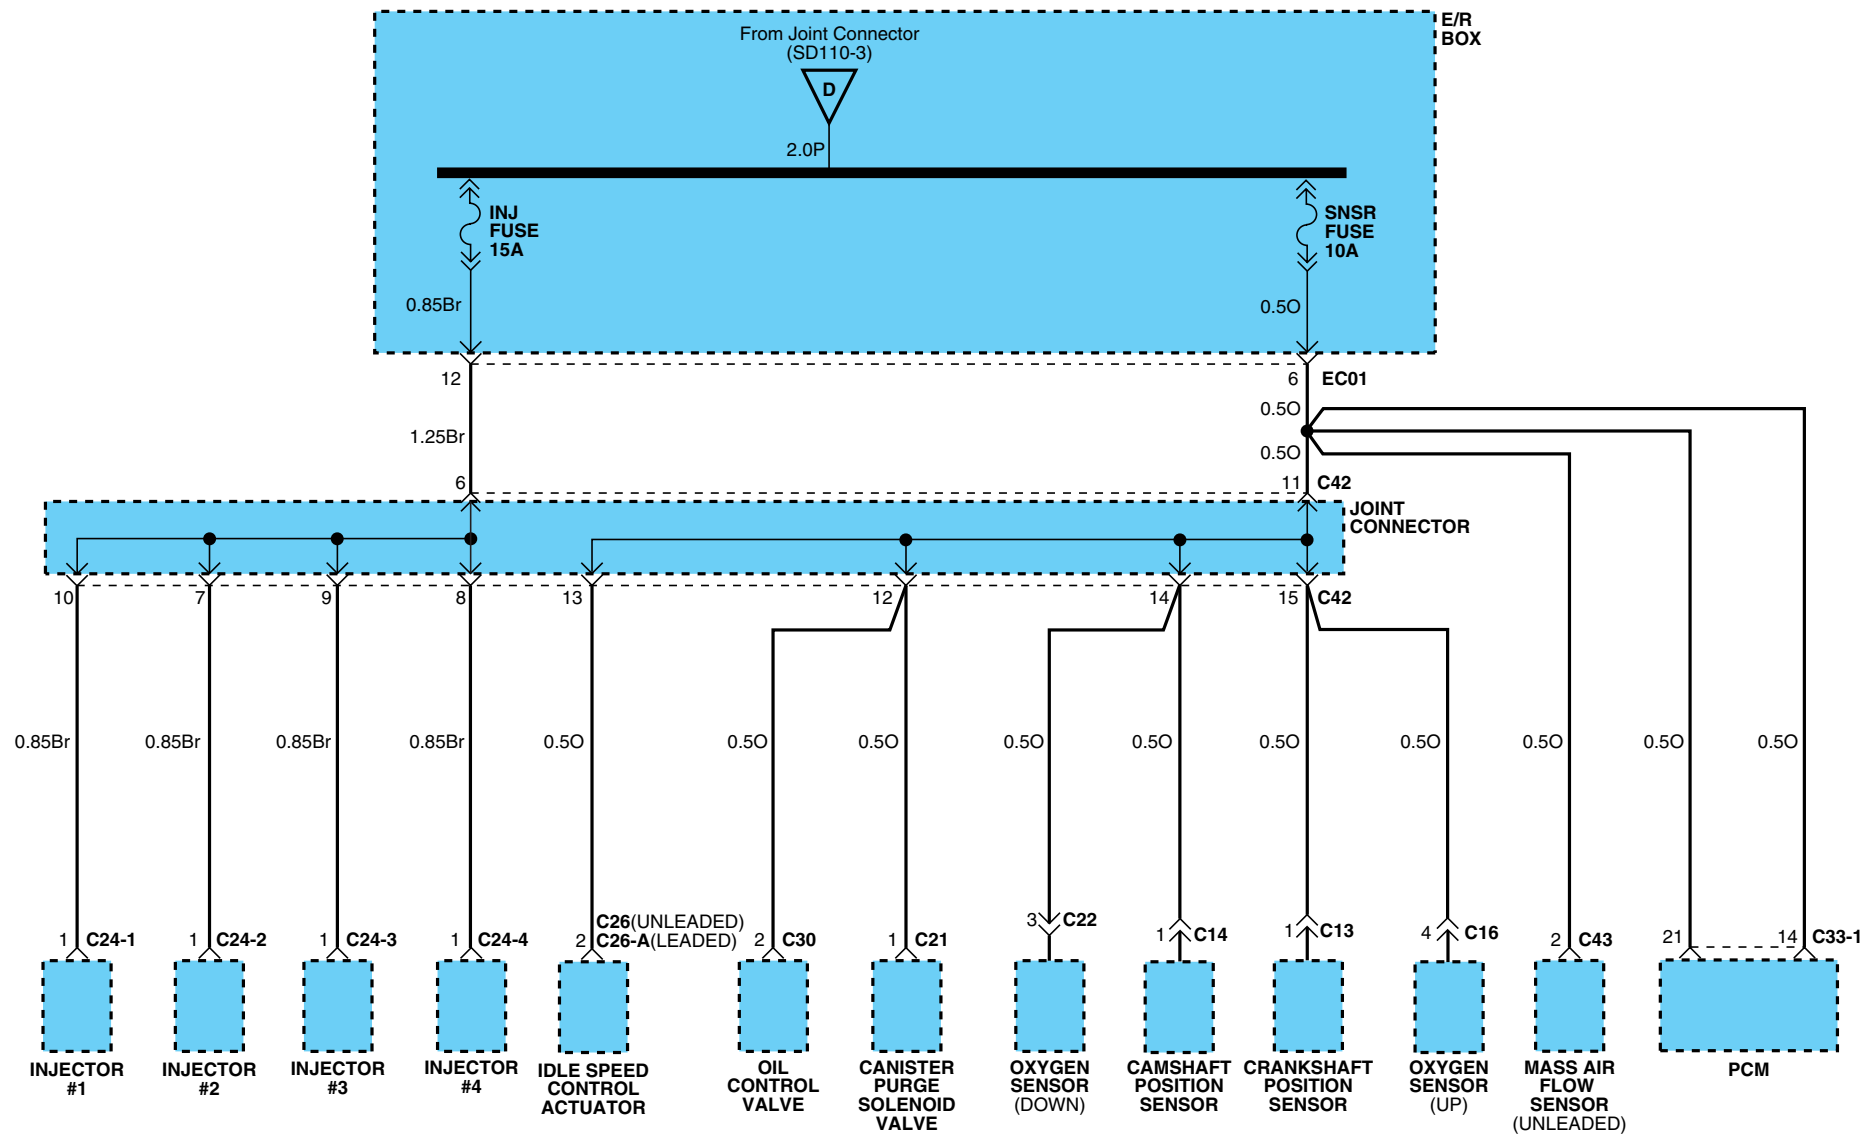 E/R
BOX
From Joint Connector
(SD110-3)
D
2.0P
INJ
FUSE
15A
SNSR
FUSE
10A
0.85Br
0.5O
12
6
EC01
0.5O
1.25Br
0.5O
6
11
C42
JOINT
CONNECTOR
10
7
9
8
13
12
14
15
C42
0.85Br
0.85Br
0.85Br
0.85Br
0.5O
0.5O
0.5O
0.5O
0.5O
0.5O
0.5O
0.5O
0.5O
0.5O
1 C24-1
1 C24-2
1 C24-3
1 C24-4
C26(UNLEADED)
2 C26-A(LEADED)
2 C30
1 C21
3 C22
1 C14
1 C13
4 C16
2 C43
21
14 C33-1
INJECTOR
#1
INJECTOR
#2
INJECTOR
#3
INJECTOR
#4
IDLE SPEED
CONTROL
ACTUATOR
OIL
CONTROL
VALVE
CANISTER
PURGE
SOLENOID
VALVE
OXYGEN
SENSOR
(DOWN)
CAMSHAFT
POSITION
SENSOR
CRANKSHAFT
POSITION
SENSOR
OXYGEN
SENSOR
(UP)
MASS AIR
FLOW
SENSOR
(UNLEADED)
PCM